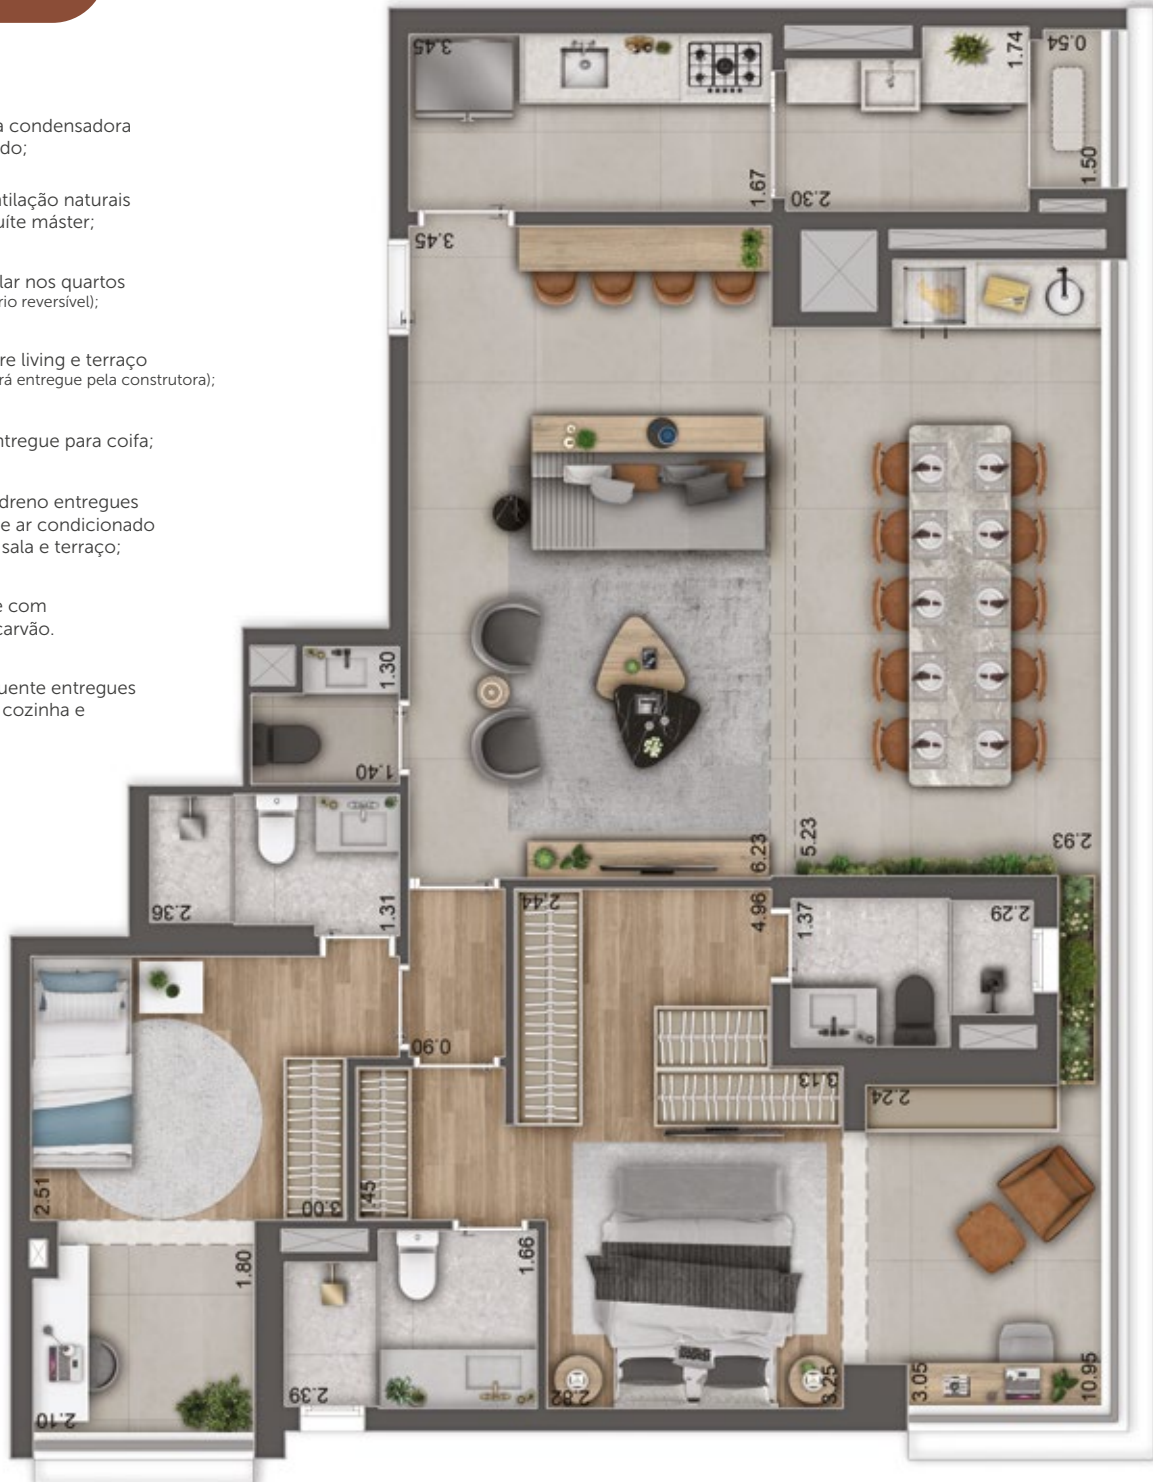 a condensadora
do;
ntilação naturais
uíte máster;
lar nos quartos
rio reversível);
re living e terraço
rá entregue pela construtora);
ntregue para coifa;
dreno entregues
e ar condicionado
sala e terraço;
e com
carvão.
uente entregues
cozinha e
3.45
1.74
0.54
1.67
2.30
1.50
3.45
1.30
1.40
6.23
5.23
2.93
2.36
1.31
2.44
4.96
1.37
2.29
0.90
3.13
2.24
2.51
3.00
1.45
1.80
1.66
2.39
2.82
3.25
3.05
10.95
2.10